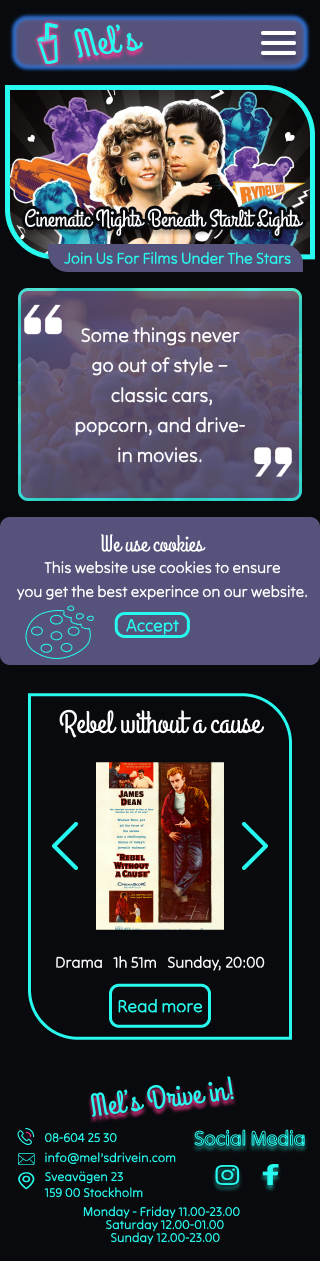 Mel's
RYDELL
Cinematic Nights Beneath Starlit Lights
Join Us For Films Under The Stars
“
Some things never
go out of style –
classic cars,
popcorn, and drive-
in movies.
”
We use cookies
This website use cookies to ensure
you get the best experince on our website.
Accept
Rebel without a cause
JAMES
DEAN
"REBEL
WITHOUT
A CAUSE"
CINEMASCOPE
Drama 1h 51m Sunday, 20:00
Read more
Mel's Drive in!
08-604 25 30
info@mel'sdrivein.com
Sveavägen 23
159 00 Stockholm
Social Media
Monday - Friday 11.00-23.00
Saturday 12.00-01.00
Sunday 12.00-23.00